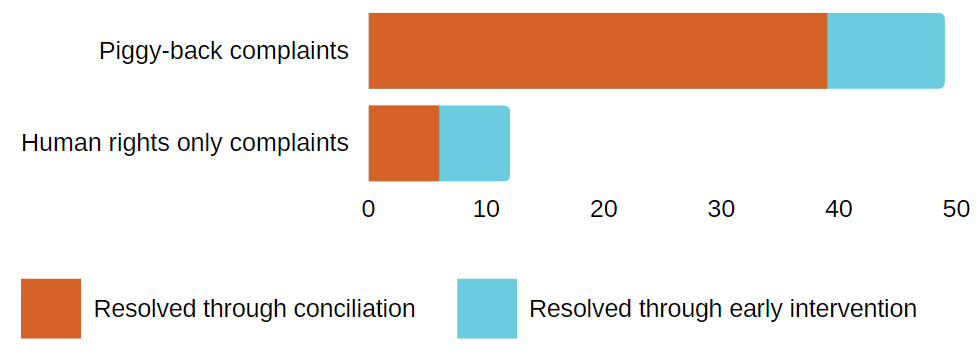 Piggy-back complaints
Human rights only complaints
0 10 20 30 40 50
Resolved through conciliation
Resolved through early intervention